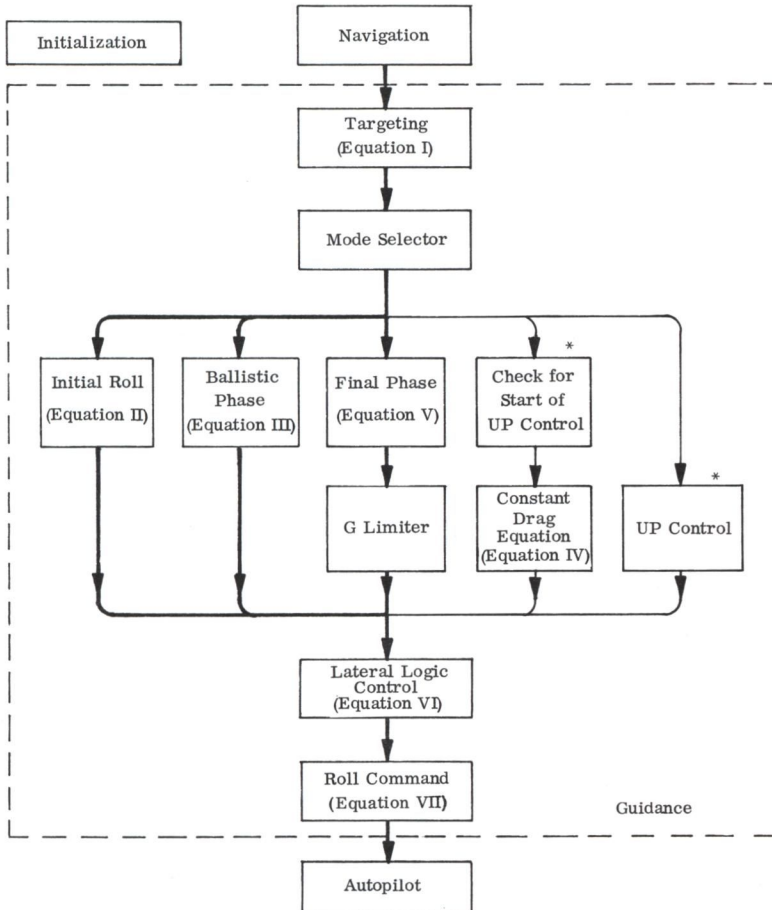 Initialization
Navigation
Targeting
(Equation I)
Mode Selector
Initial Roll
(Equation II)
Ballistic
Phase
(Equation III)
Final Phase
(Equation V)
*
Check for
Start of
UP Control
G Limiter
Constant
Drag
Equation
(Equation IV)
*
UP Control
Lateral Logic
Control
(Equation VI)
Roll Command
(Equation VII)
Guidance
Autopilot